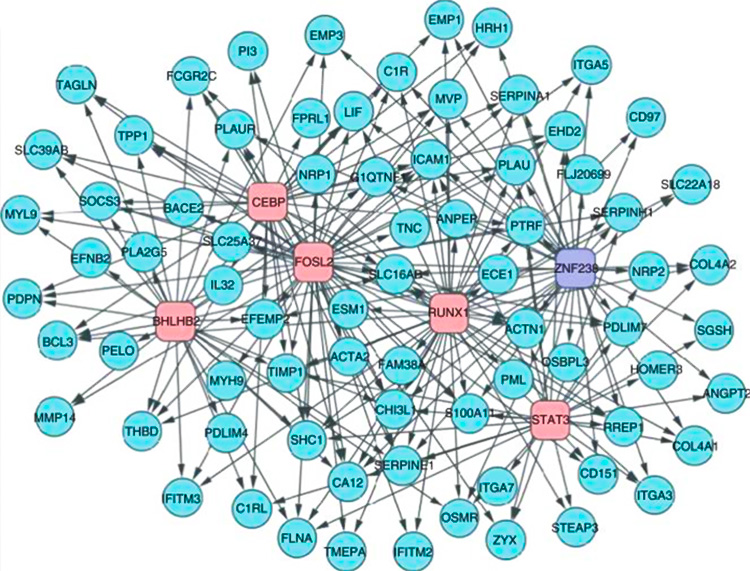 EMP1
HRH1
EMP3
PI3
ITGA5
C1R
FCGR2C
TAGLN
SERPINA1
MVP
LIF
FPRL1
CD97
PLAUR
EHD2
TPP1
SLC39AB
ICAM1
PLAU
NRP1
FLJ20699
SLC22A18
CEBP
SOCS3
BACE2
MYL9
SERPINH1
ANPEP
PTRF
TNC
SLC25A37
PLA2G5
EFNB2
FOSL2
ZNF238
NRP2
COL4A2
SLC16AB
ECE1
IL32
PDPN
ESM1
RUNX1
BHLHB2
EFEMP2
ACTN1
PDLIM7
SGSH
BCL3
PELO
ACTA2
FAM38A
OSBPL3
TIMP1
HOMER3
MYH9
PML
ANGPT2
CHI3L1
S100A11
STAT3
MMP14
THBD
PDLIM4
SHC1
RREP1
COL4A1
SERPINE1
CD151
CA12
ITGA7
ITGA3
IFITM3
C1RL
OSMR
STEAP3
FLNA
ZYX
TMEPA
IFITM2